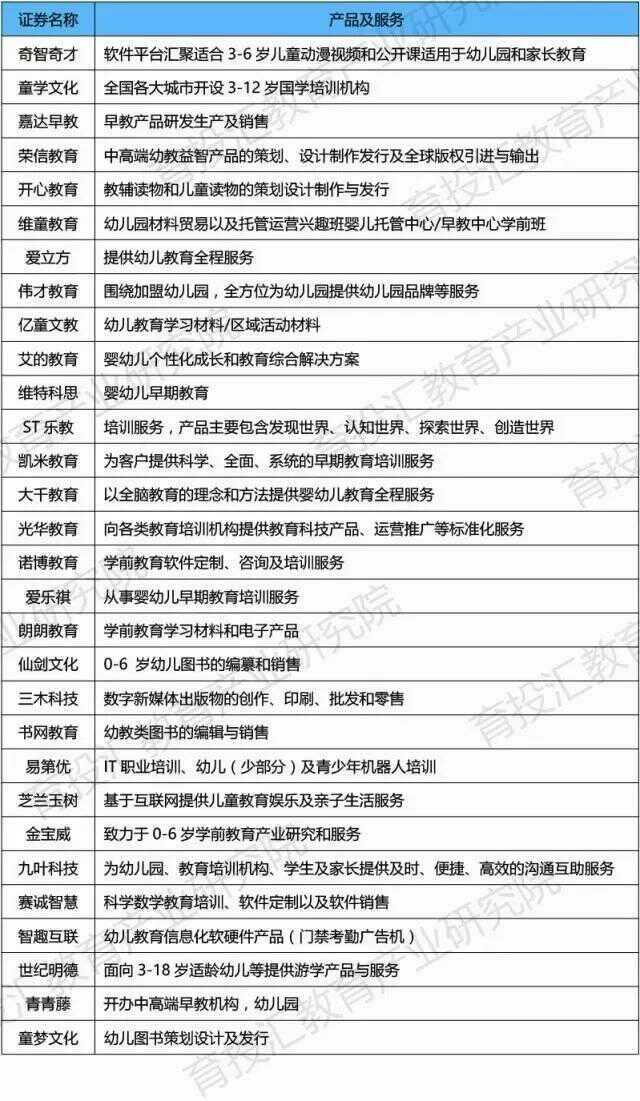 证券名称 产品及服务
奇智奇才 软件平台汇聚适合 3-6 岁儿童动漫视频和公开课适用于幼儿园和家长教育
童学文化 全国各大城市开设 3-12 岁国学培训机构
嘉达早教 早教产品研发生产及销售
荣信教育 中高端幼教益智产品的策划、设计制作发行及全球版权引进与输出
开心教育 教辅读物和儿童读物的策划设计制作与发行
维童教育 幼儿园材料贸易以及托管运营兴趣班婴儿托管中心/早教中心学前班
爱立方 提供幼儿教育全程服务
伟才教育 围绕加盟幼儿园，全方位为幼儿园提供幼儿园品牌等服务
亿童文教 幼儿教育学习材料/区域活动材料
艾的教育 婴幼儿个性化成长和教育综合解决方案
维特科思 婴幼儿早期教育
ST 乐教 培训服务，产品主要包含发现世界、认知世界、探索世界、创造世界
凯米教育 为客户提供科学、全面、系统的早期教育培训服务
大千教育 以全脑教育的理念和方法提供婴幼儿教育全程服务
光华教育 向各类教育培训机构提供教育科技产品、运营推广等标准化服务
诺博教育 学前教育软件定制、咨询及培训服务
爱乐祺 从事婴幼儿早期教育培训服务
朗朗教育 学前教育学习材料和电子产品
仙剑文化 0-6 岁幼儿图书的编纂和销售
三木科技 数字新媒体出版物的创作、印刷、批发和零售
书网教育 幼教类图书的编辑与销售
易第优 IT 职业培训、幼儿（少部分）及青少年机器人培训
芝兰玉树 基于互联网提供儿童教育娱乐及亲子生活服务
金宝威 致力于 0-6 岁学前教育产业研究和服务
九叶科技 为幼儿园、教育培训机构、学生及家长提供及时、便捷、高效的沟通互助服务
赛诚智慧 科学数学教育培训、软件定制以及软件销售
智趣互联 幼儿教育信息化软硬件产品（门禁考勤广告机）
世纪明德 面向 3-18 岁适龄幼儿等提供游学产品与服务
青青藤 开办中高端早教机构，幼儿园
童梦文化 幼儿图书策划设计及发行
育投汇教育产业研究院